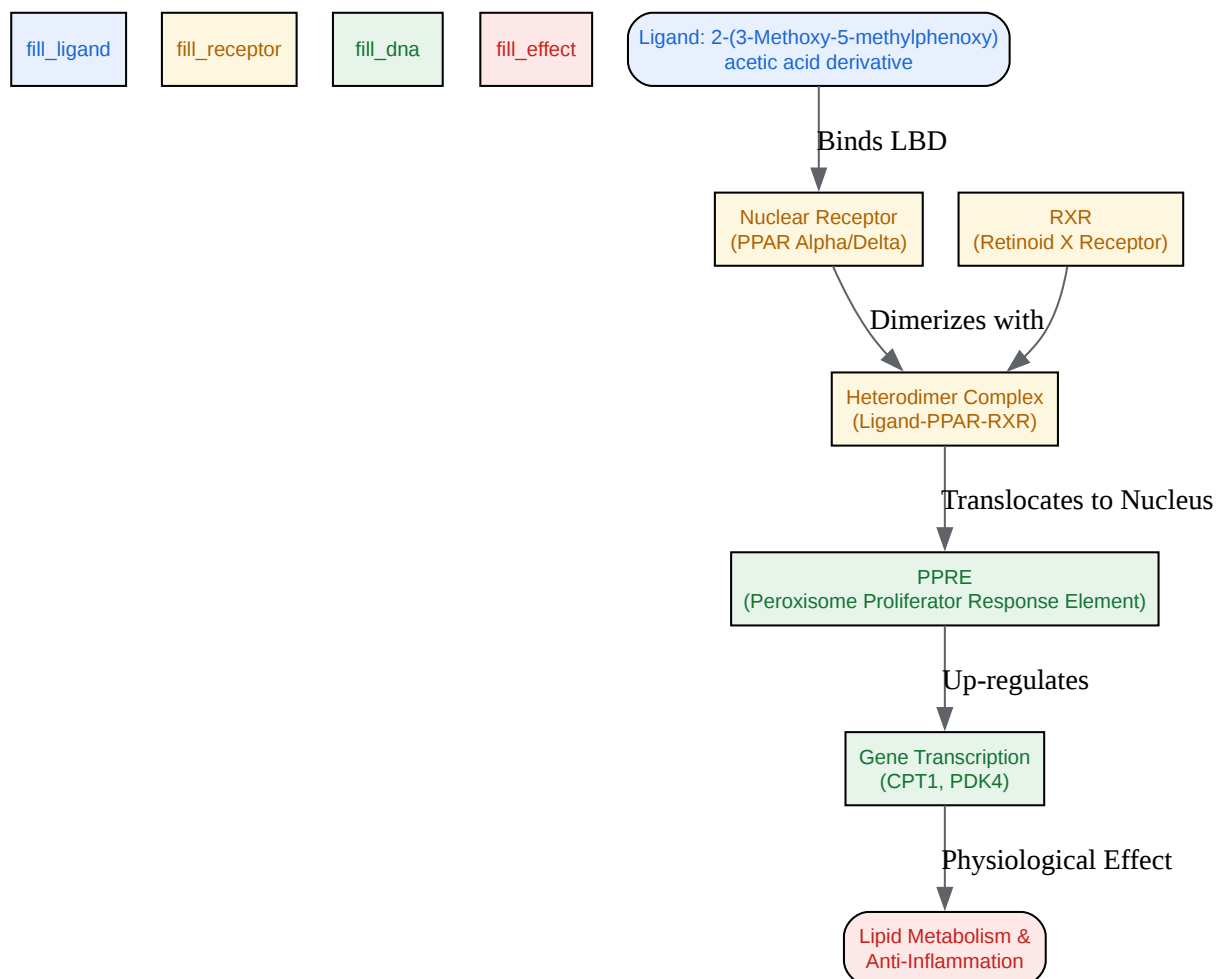 fill_ligand
fill_receptor
fill_dna
fill_effect
Ligand: 2-(3-Methoxy-5-methylphenoxy)
acetic acid derivative
Binds LBD
Nuclear Receptor
(PPAR Alpha/Delta)
RXR
(Retinoid X Receptor)
Dimerizes with
Heterodimer Complex
(Ligand-PPAR-RXR)
Translocates to Nucleus
PPRE
(Peroxisome Proliferator Response Element)
Up-regulates
Gene Transcription
(CPT1, PDK4)
Physiological Effect
Lipid Metabolism &
Anti-Inflammation